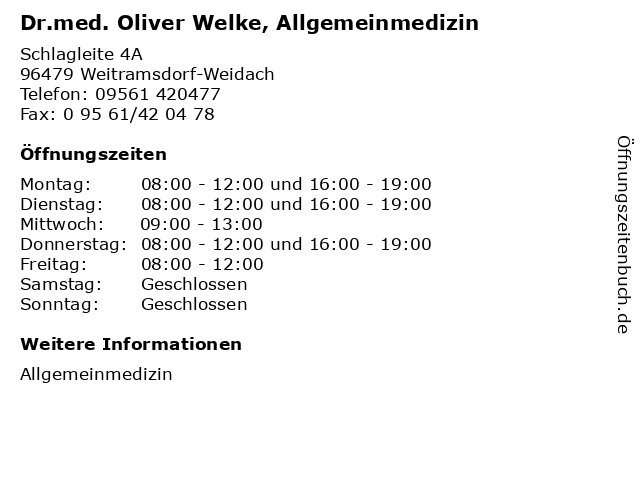 Dr.med. Oliver Welke, Allgemeinmedizin
Schlagleite 4A
96479 Weitramsdorf-Weidach
Telefon: 09561 420477
Fax: 0 95 61/42 04 78
Öffnungszeiten
Montag: 08:00 - 12:00 und 16:00 - 19:00
Dienstag: 08:00 - 12:00 und 16:00 - 19:00
Mittwoch: 09:00 - 13:00
Donnerstag: 08:00 - 12:00 und 16:00 - 19:00
Freitag: 08:00 - 12:00
Samstag: Geschlossen
Sonntag: Geschlossen
Weitere Informationen
Allgemeinmedizin
Öffnungszeitenbuch.de